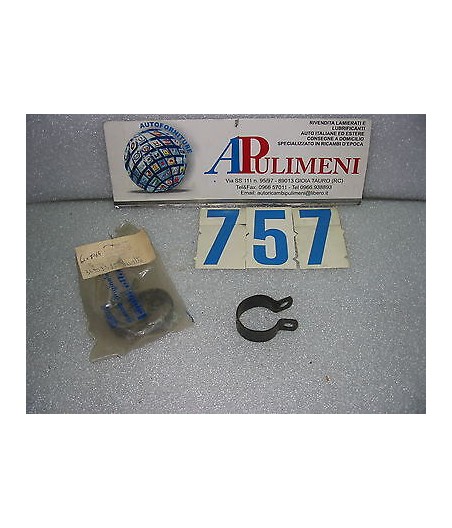 AUTOFORNITURE
APULIMENI
RIVENDITA LAMIERATI E
LUBRIFICANTI
AUTO ITALIANE ED ESTERE
CONSEGNE A DOMICILIO
SPECIALIZZATO IN RICAMBI D'EPOCA
Via SS 111 n. 95/97 - 89013 GIOIA TAURO (RC)
Tel&Fax: 0966 57011 - Tel 0966 939893
Email: autoricambipulimeni@libero.it
757